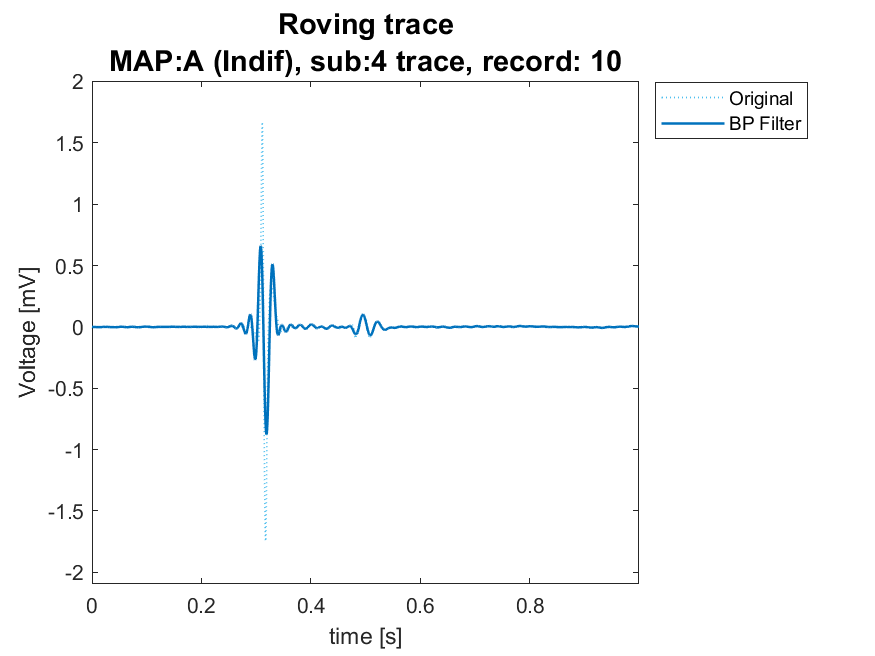 Roving trace
MAP:A (Indif), sub:4 trace, record: 10
Original
BP Filter
2
1.5
1
0.5
0
-0.5
-1
-1.5
-2
Voltage [mV]
0
0.2
0.4
0.6
0.8
time [s]